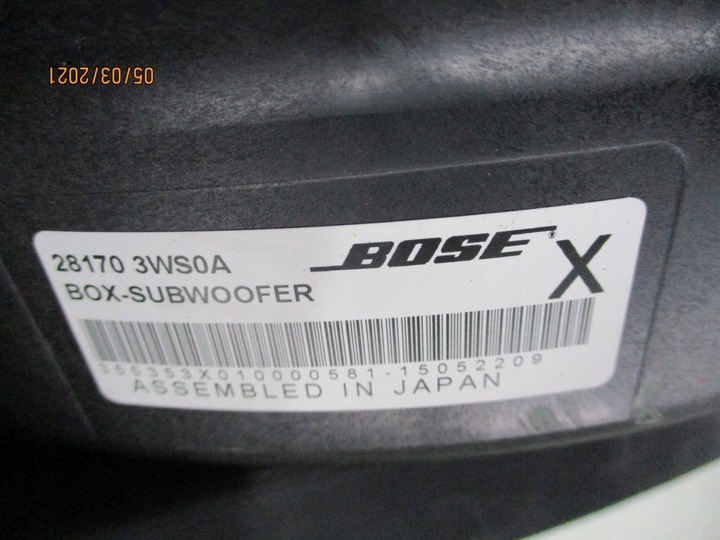 05/03/2021
28170 3WS0A
BOSE®
X
BOX-SUBWOOFER
355353X010000581-15052209
ASSEMBLED IN JAPAN